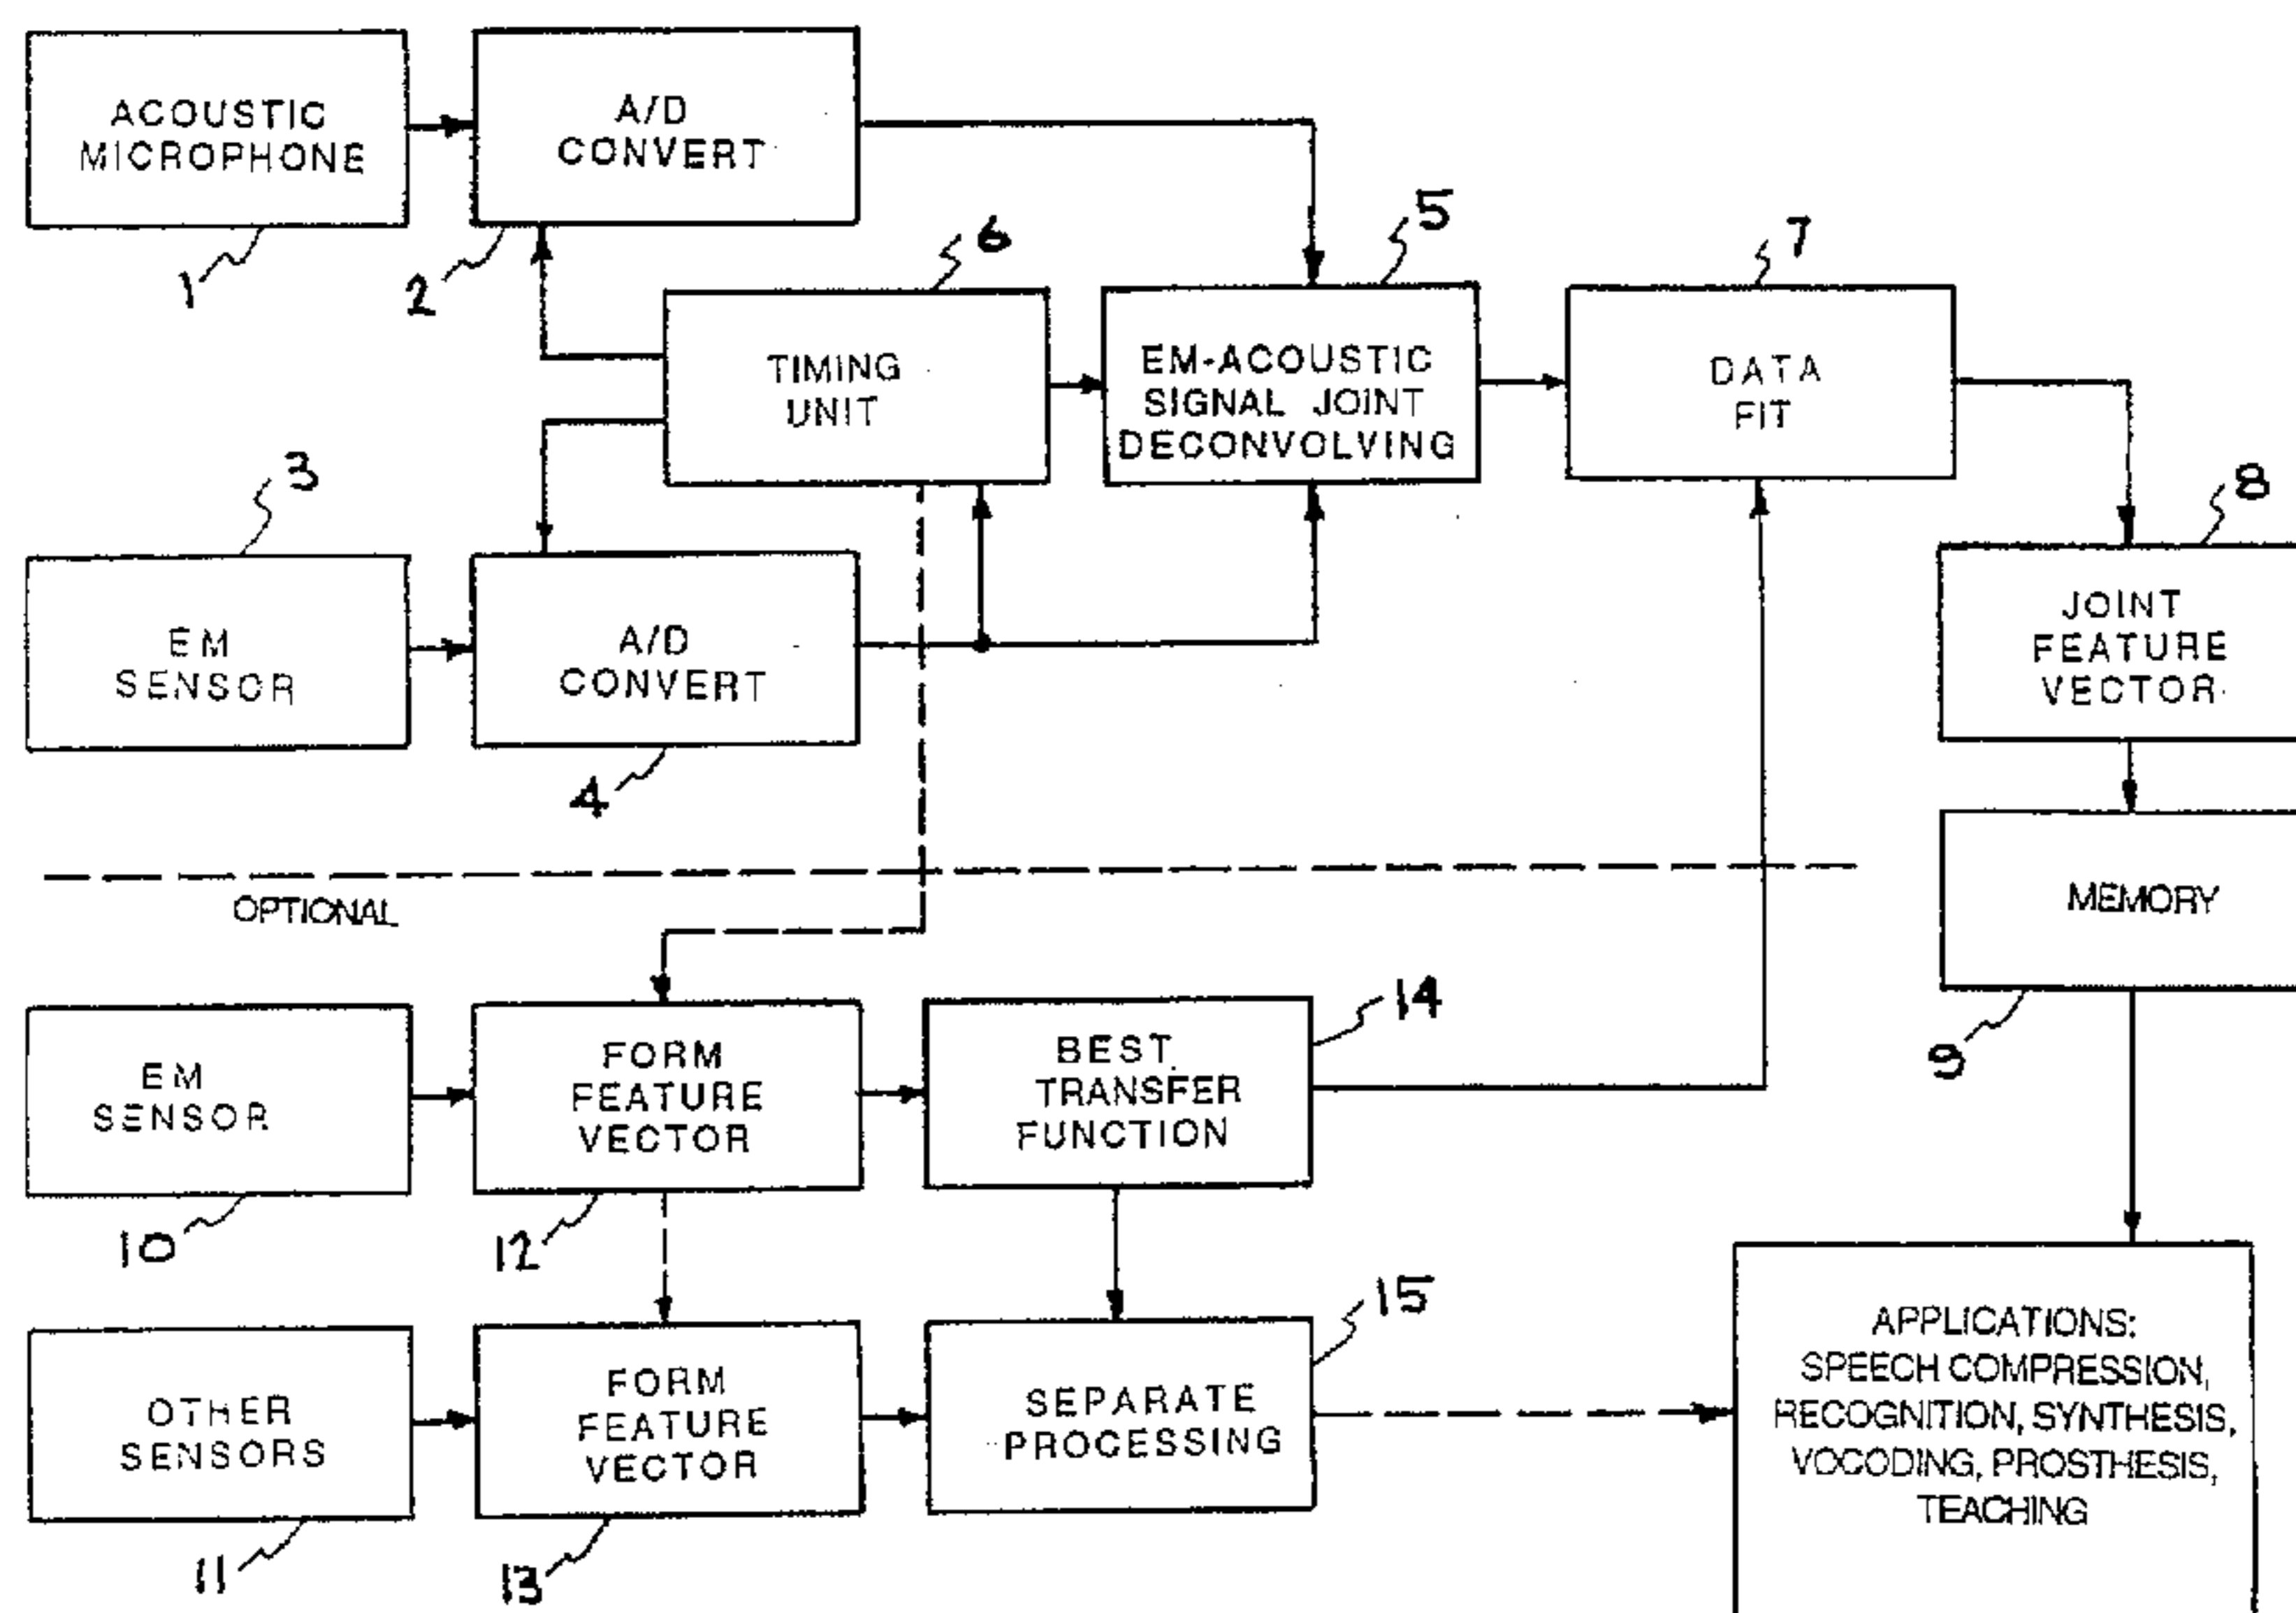 ACOUSTIC
MICROPHONE
1
A/D
CONVERT
2
6
5
7
TIMING
UNIT
EM-ACOUSTIC
SIGNAL JOINT
DECONVOLVING
DATA
FIT
3
8
EM
SENSOR
A/D
CONVERT
4
JOINT
FEATURE
VECTOR
OPTIONAL
MEMORY
9
EM
SENSOR
10
FORM
FEATURE
VECTOR
12
BEST
TRANSFER
FUNCTION
14
OTHER
SENSORS
11
FORM
FEATURE
VECTOR
13
SEPARATE
PROCESSING
15
APPLICATIONS:
SPEECH COMPRESSION,
RECOGNITION, SYNTHESIS,
VOCODING, PROSTHESIS,
TEACHING